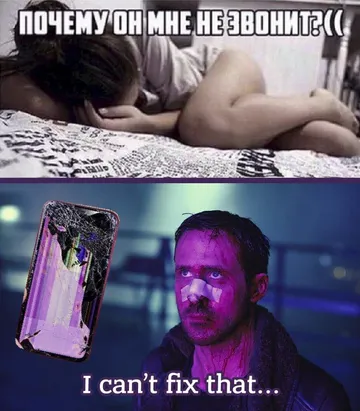 ПОЧЕМУ ОН МНЕ НЕ ЗВОНИТ?((
I can't fix that...